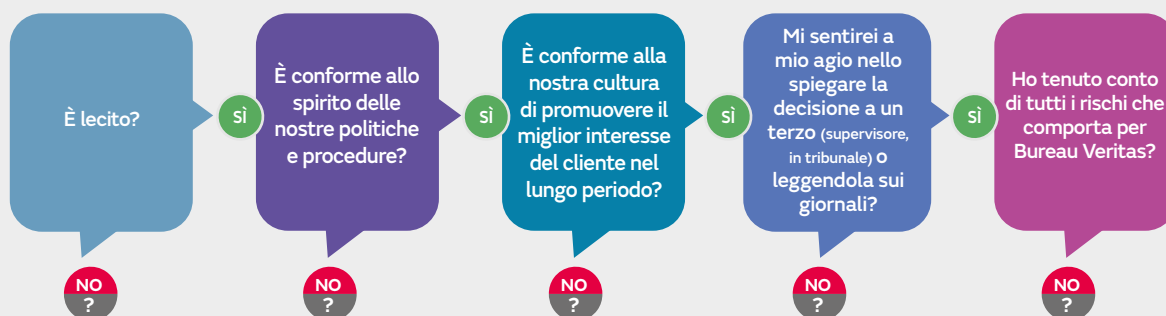 È lecito?
SÌ
È conforme allo
spirito delle
nostre politiche
e procedure?
SÌ
È conforme alla
nostra cultura
di promuovere il
miglior interesse
del cliente nel
lungo periodo?
SÌ
Mi sentirei a
mio agio nello
spiegare la
decisione a un
terzo (supervisore,
in tribunale) o
leggendola sui
giornali?
SÌ
Ho tenuto conto
di tutti i rischi che
comporta per
Bureau Veritas?
NO
?
NO
?
NO
?
NO
?
NO
?